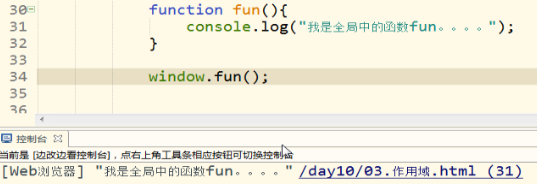 30 function fun(){
31 console.log("我是全局中的函数fun。。。。");
32 }
33
34 window.fun();
35
36
控制台
当前是 [边改边看控制台]，点右上角工具条相应按钮可切换控制台
[Web浏览器] "我是全局中的函数fun。。。。" /day10/03.作用域.html (31)